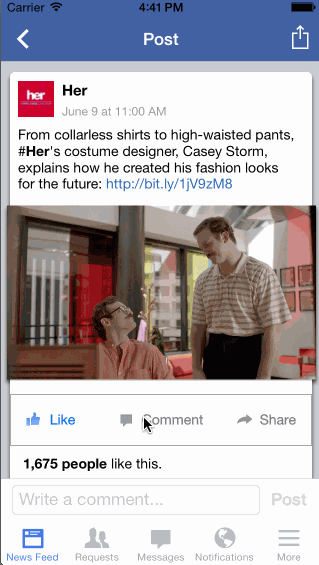 Carrier 4:41 PM
Post
her
Her
June 9 at 11:00 AM
From collarless shirts to high-waisted pants,
#Her's costume designer, Casey Storm,
explains how he created his fashion looks
for the future: http://bit.ly/1jV9zM8
Like Comment Share
1,675 people like this.
Write a comment... Post
News Feed Requests Messages Notifications More